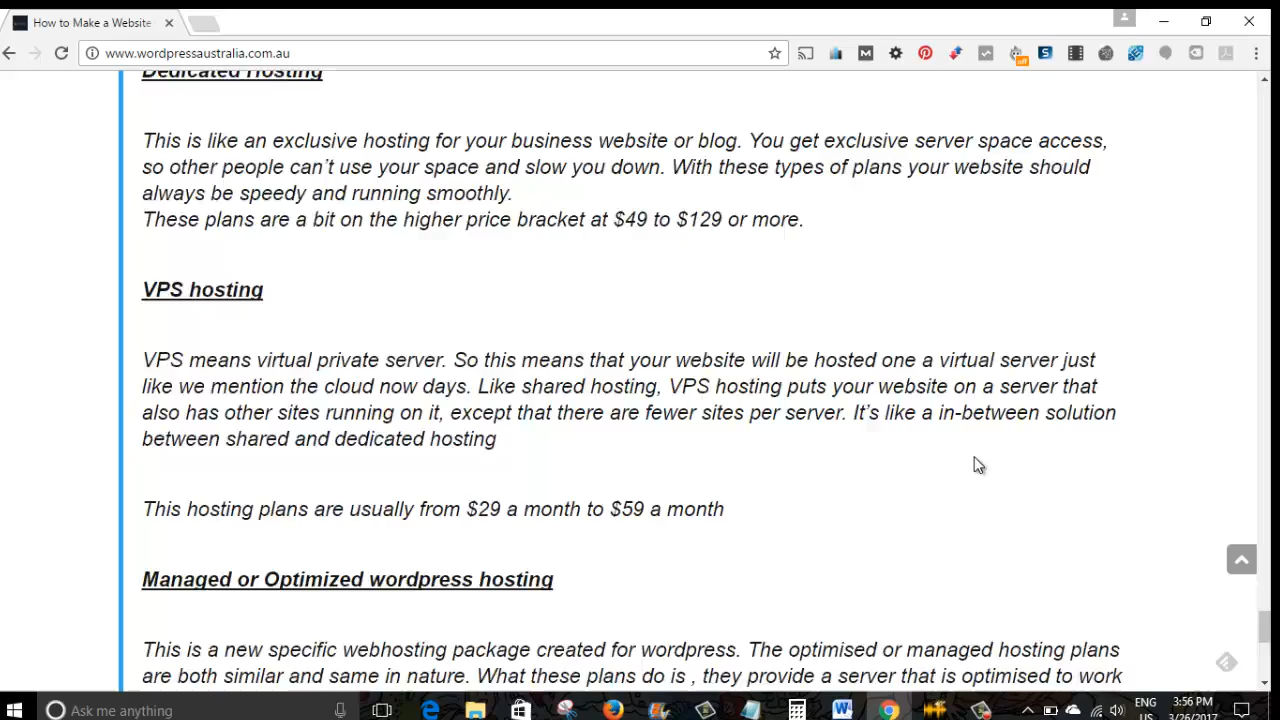 How to Make a Website
www.wordpressaustralia.com.au
Dedicated Hosting
This is like an exclusive hosting for your business website or blog. You get exclusive server space access,
so other people can’t use your space and slow you down. With these types of plans your website should
always be speedy and running smoothly.
These plans are a bit on the higher price bracket at $49 to $129 or more.
VPS hosting
VPS means virtual private server. So this means that your website will be hosted one a virtual server just
like we mention the cloud now days. Like shared hosting, VPS hosting puts your website on a server that
also has other sites running on it, except that there are fewer sites per server. It’s like a in-between solution
between shared and dedicated hosting
This hosting plans are usually from $29 a month to $59 a month
Managed or Optimized wordpress hosting
This is a new specific webhosting package created for wordpress. The optimised or managed hosting plans
are both similar and same in nature. What these plans do is , they provide a server that is optimised to work
Ask me anything
ENG
US
3:56 PM
3/26/2017